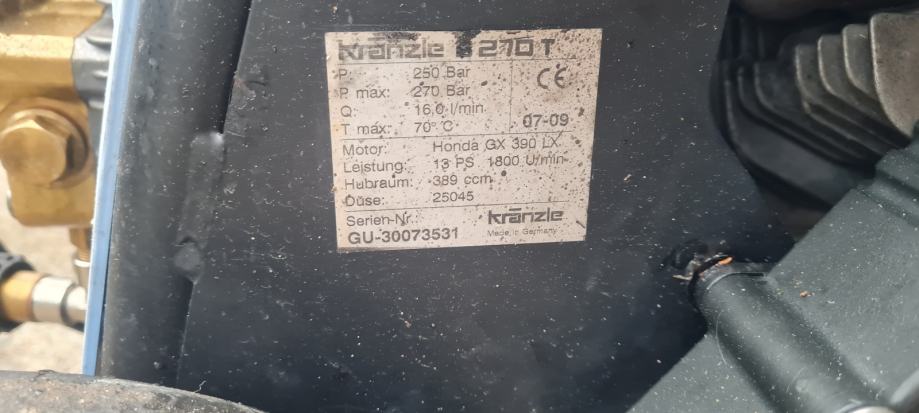 Kränzle B 270 T
P: 250 Bar
P max: 270 Bar
Q: 16,0 l/min
T max: 70°C
CE
07-09
Motor: Honda GX 390 LX
Leistung: 13 PS 1800 U/min
Hubraum: 389 ccm
Düse: 25045
Serien-Nr.: Kränzle
GU-30073531 Made in Germany